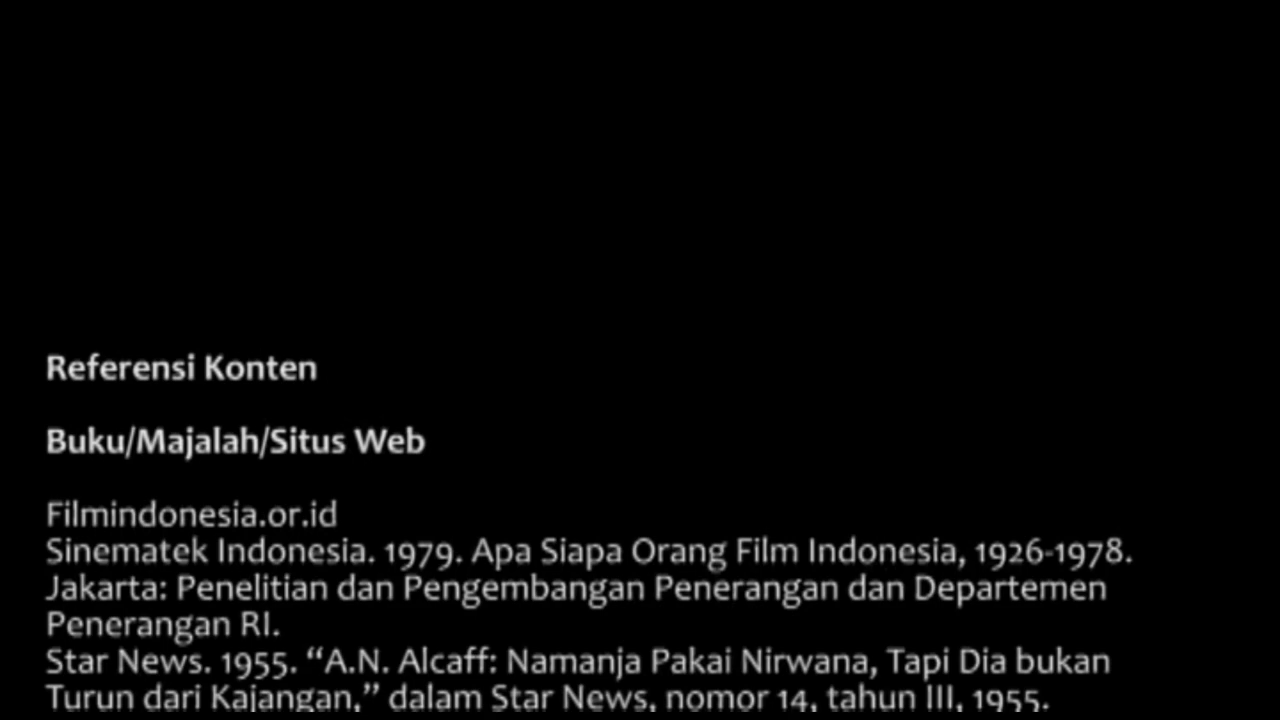 Referensi Konten
Buku/Majalah/Situs Web
Filmindonesia.or.id
Sinematek Indonesia. 1979. Apa Siapa Orang Film Indonesia, 1926-1978.
Jakarta: Penelitian dan Pengembangan Penerangan dan Departemen
Penerangan RI.
Star News. 1955. “A.N. Alcaff: Namanja Pakai Nirwana, Tapi Dia bukan
Turun dari Kajangan,” dalam Star News, nomor 14, tahun III, 1955.